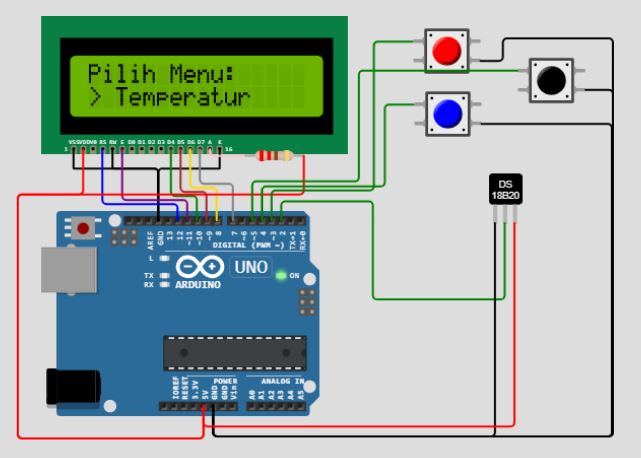 Pilih Menu:
> Temperatur
1 VSS VDD V0 RS RW E D0 D1 D2 D3 D4 D5 D6 D7 A K 16
DS
18B20
AREF GND 13 12 ~11 ~10 ~9 8 7 ~6 ~5 4 ~3 2 TX→1 RX←0
DIGITAL (PWM ~)
L
TX
RX
UNO
ARDUINO
ON
POWER
ANALOG IN
IOREF RESET 3.3V 5V GND GND Vin A0 A1 A2 A3 A4 A5